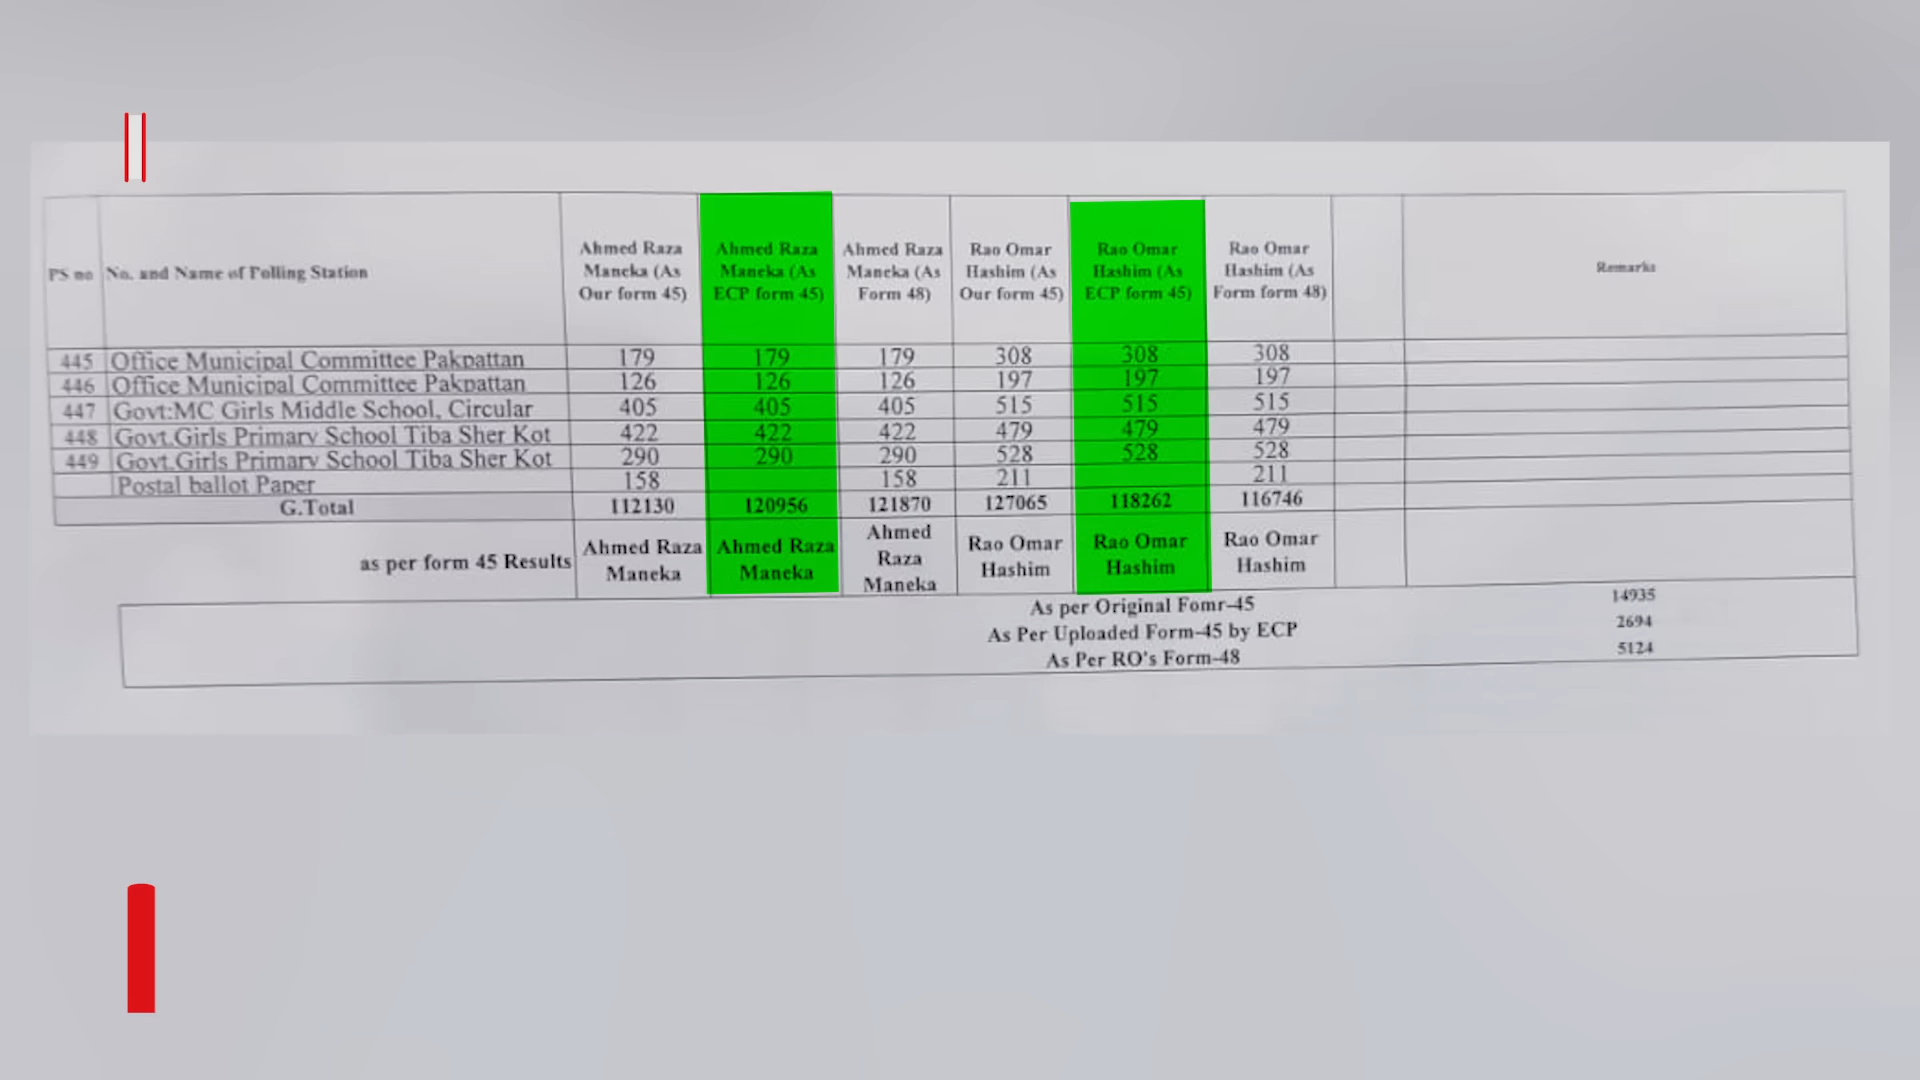 PS no No. and Name of Polling Station Ahmed Raza Maneka (As Our form 45) Ahmed Raza Maneka (As ECP form 45) Ahmed Raza Maneka (As Form 48) Rao Omar Hashim (As Our form 45) Rao Omar Hashim (As ECP form 45) Rao Omar Hashim (As Form form 48) Remarks
445 Office Municipal Committee Pakpattan 179 179 179 308 308 308
446 Office Municipal Committee Pakpattan 126 126 126 197 197 197
447 Govt:MC Girls Middle School, Circular 405 405 405 515 515 515
448 Govt.Girls Primary School Tiba Sher Kot 422 422 422 479 479 479
449 Govt.Girls Primary School Tiba Sher Kot 290 290 290 528 528 528
Postal ballot Paper 158 158 211 211
G.Total 112130 120956 121870 127065 118262 116746
as per form 45 Results Ahmed Raza Maneka Ahmed Raza Maneka Ahmed Raza Maneka Rao Omar Hashim Rao Omar Hashim Rao Omar Hashim
As per Original Fomr-45 14935
As Per Uploaded Form-45 by ECP 2694
As Per RO's Form-48 5124